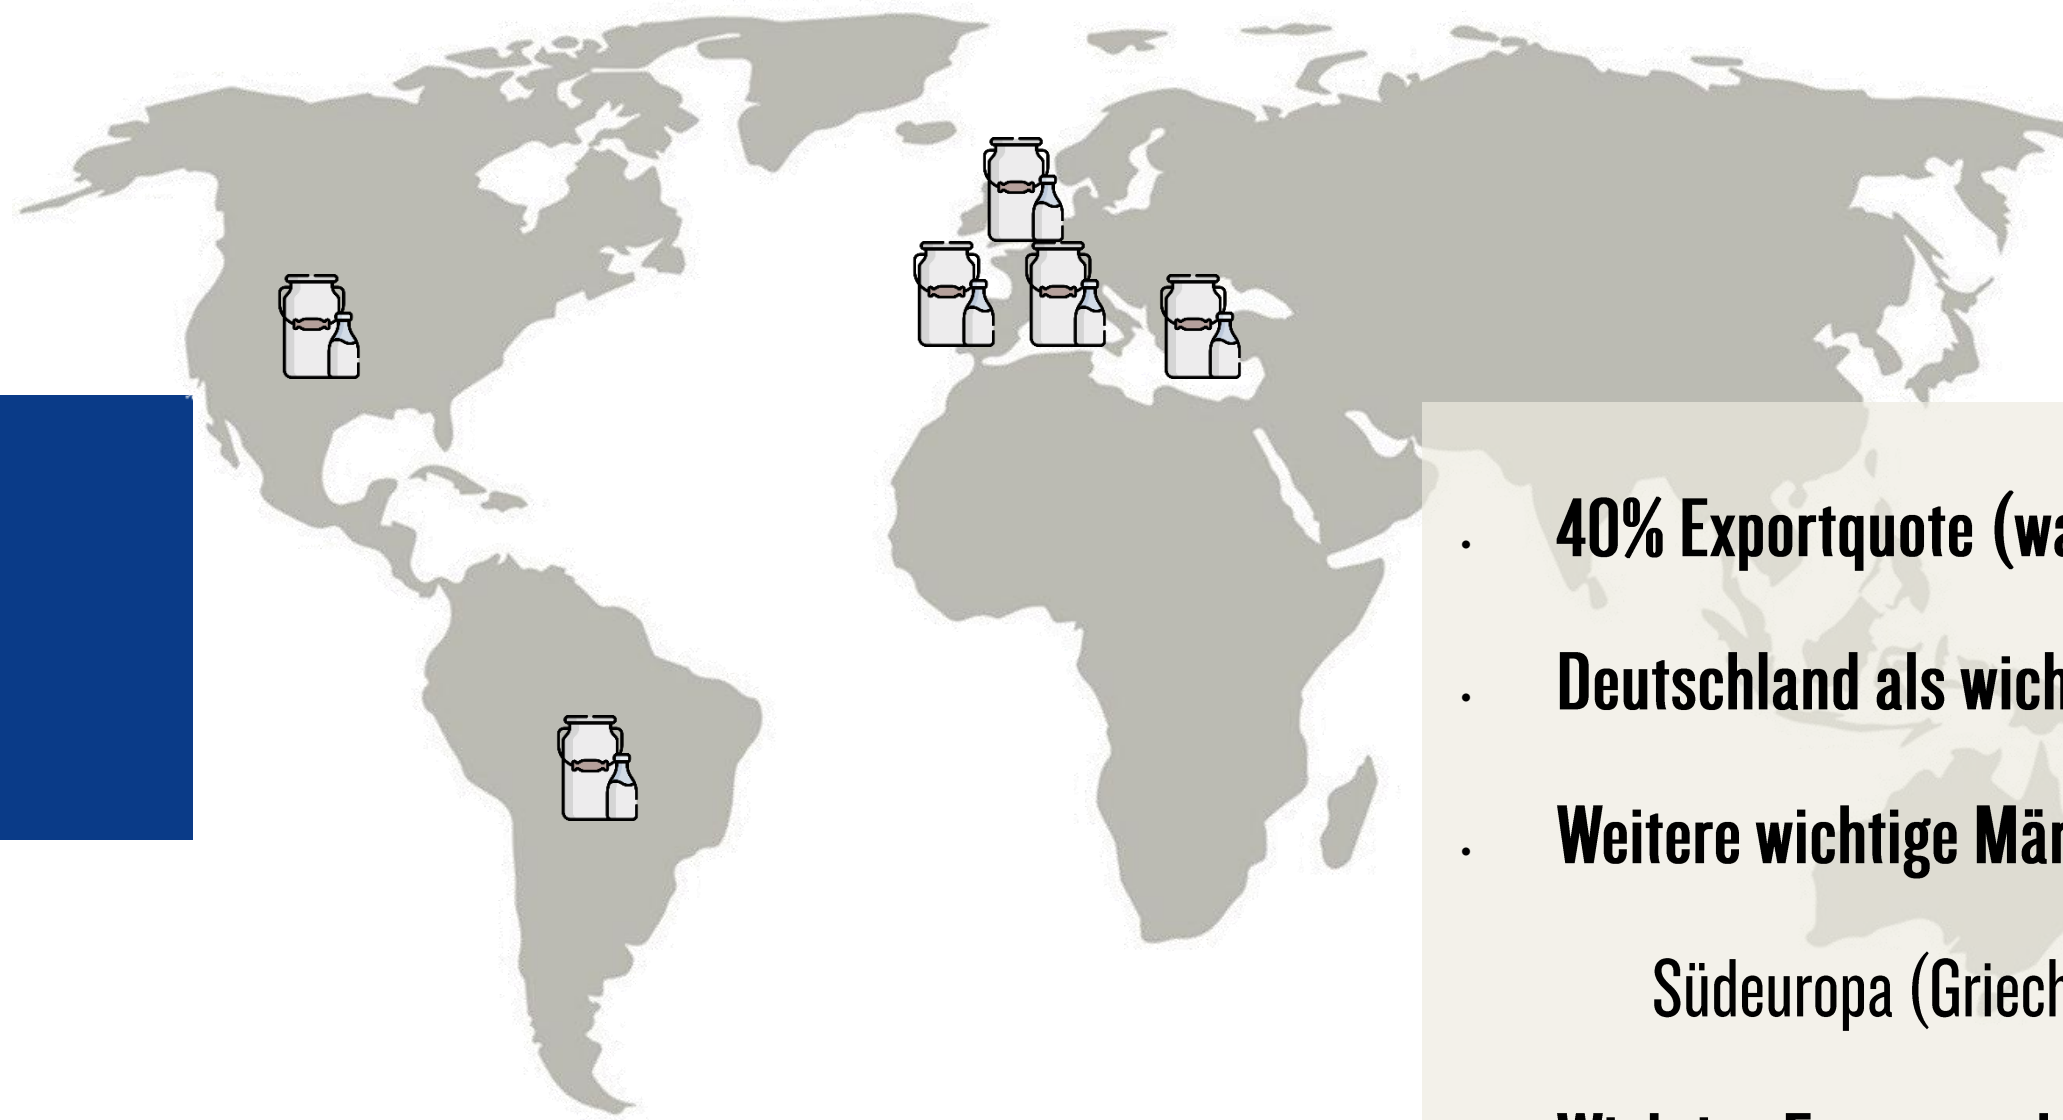 • 40% Exportquote (wa
• Deutschland als wich
• Weitere wichtige Mär
Südeuropa (Griech